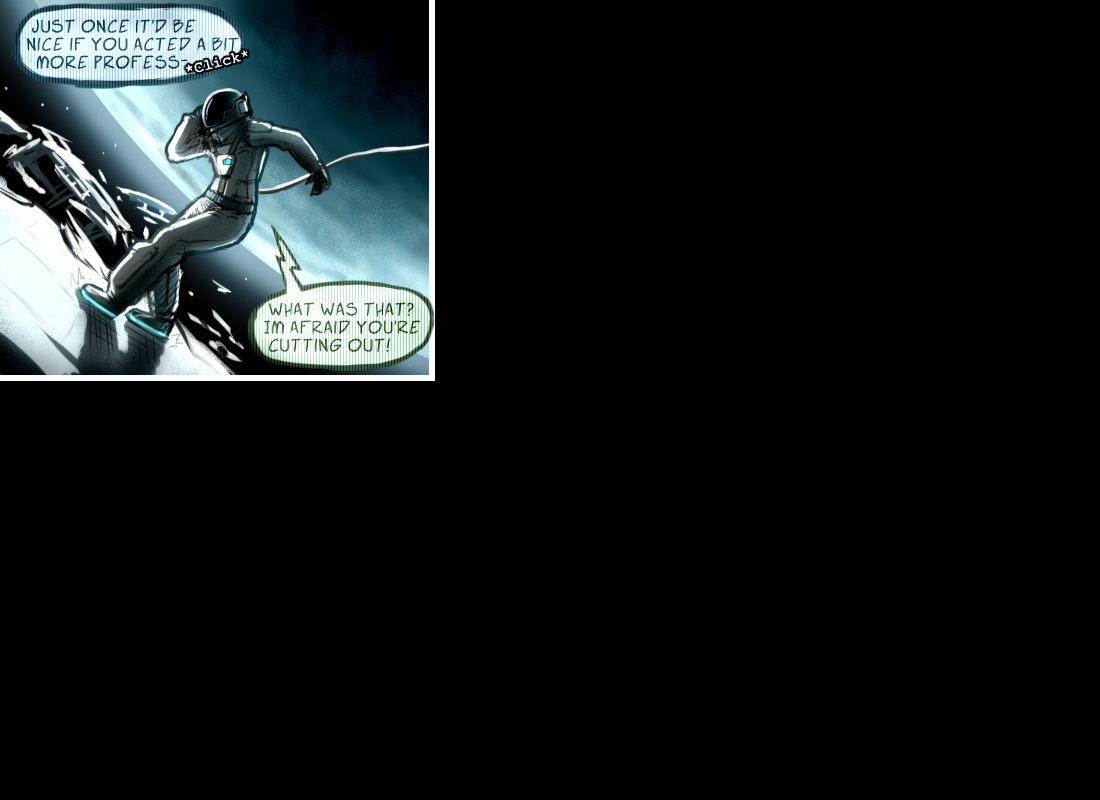 JUST ONCE IT'D BE
NICE IF YOU ACTED A BIT
MORE PROFESS-
*Click*
WHAT WAS THAT?
IM AFRAID YOU'RE
CUTTING OUT!